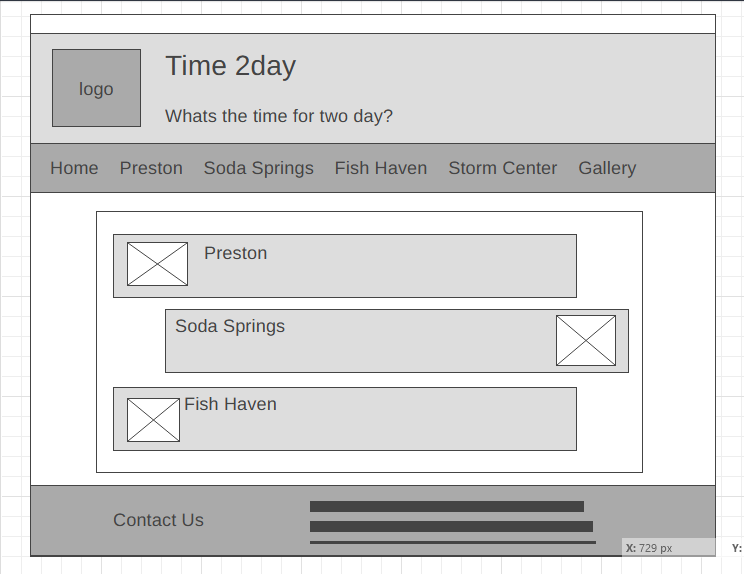 logo
Time 2day
Whats the time for two day?
Home Preston Soda Springs Fish Haven Storm Center Gallery
Preston
Soda Springs
Fish Haven
Contact Us
X: 729 px Y: